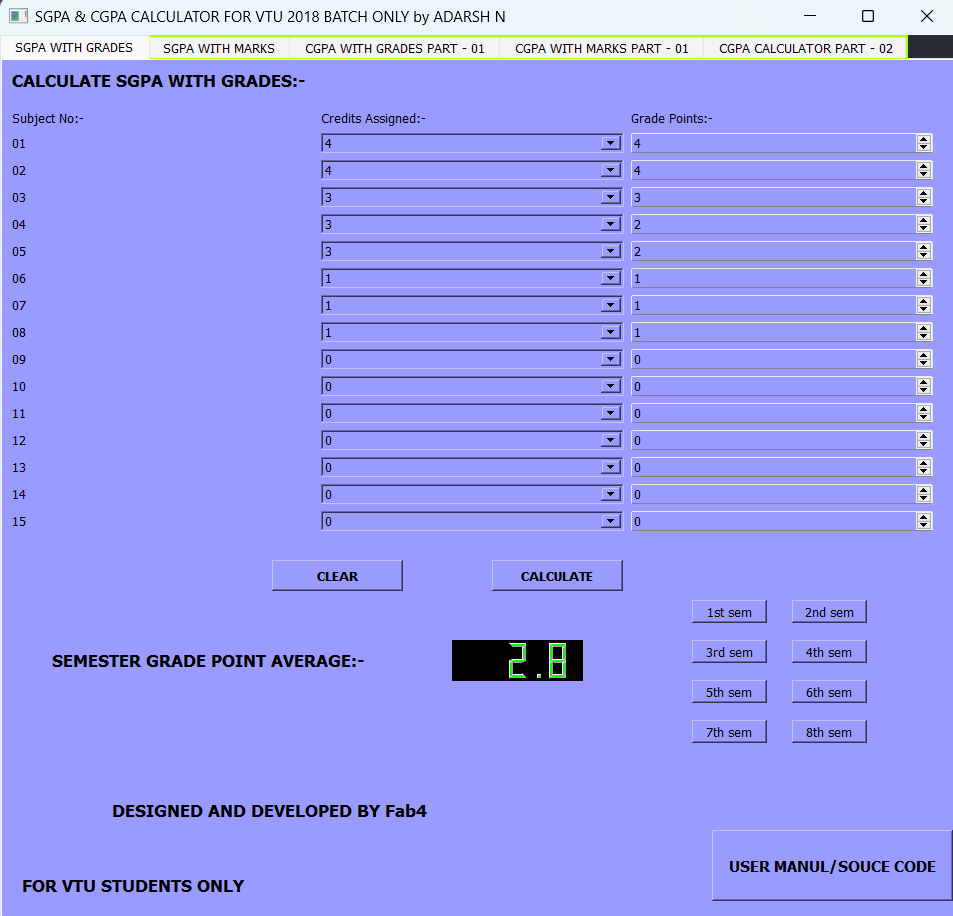 SGPA & CGPA CALCULATOR FOR VTU 2018 BATCH ONLY by ADARSH N
SGPA WITH GRADES SGPA WITH MARKS CGPA WITH GRADES PART - 01 CGPA WITH MARKS PART - 01 CGPA CALCULATOR PART - 02
CALCULATE SGPA WITH GRADES:-
Subject No:- Credits Assigned:- Grade Points:-
01 4 4
02 4 4
03 3 3
04 3 2
05 3 2
06 1 1
07 1 1
08 1 1
09 0 0
10 0 0
11 0 0
12 0 0
13 0 0
14 0 0
15 0 0
CLEAR CALCULATE
1st sem 2nd sem
SEMESTER GRADE POINT AVERAGE:- 2.8 3rd sem 4th sem
5th sem 6th sem
7th sem 8th sem
DESIGNED AND DEVELOPED BY Fab4
USER MANUL/SOUCE CODE
FOR VTU STUDENTS ONLY